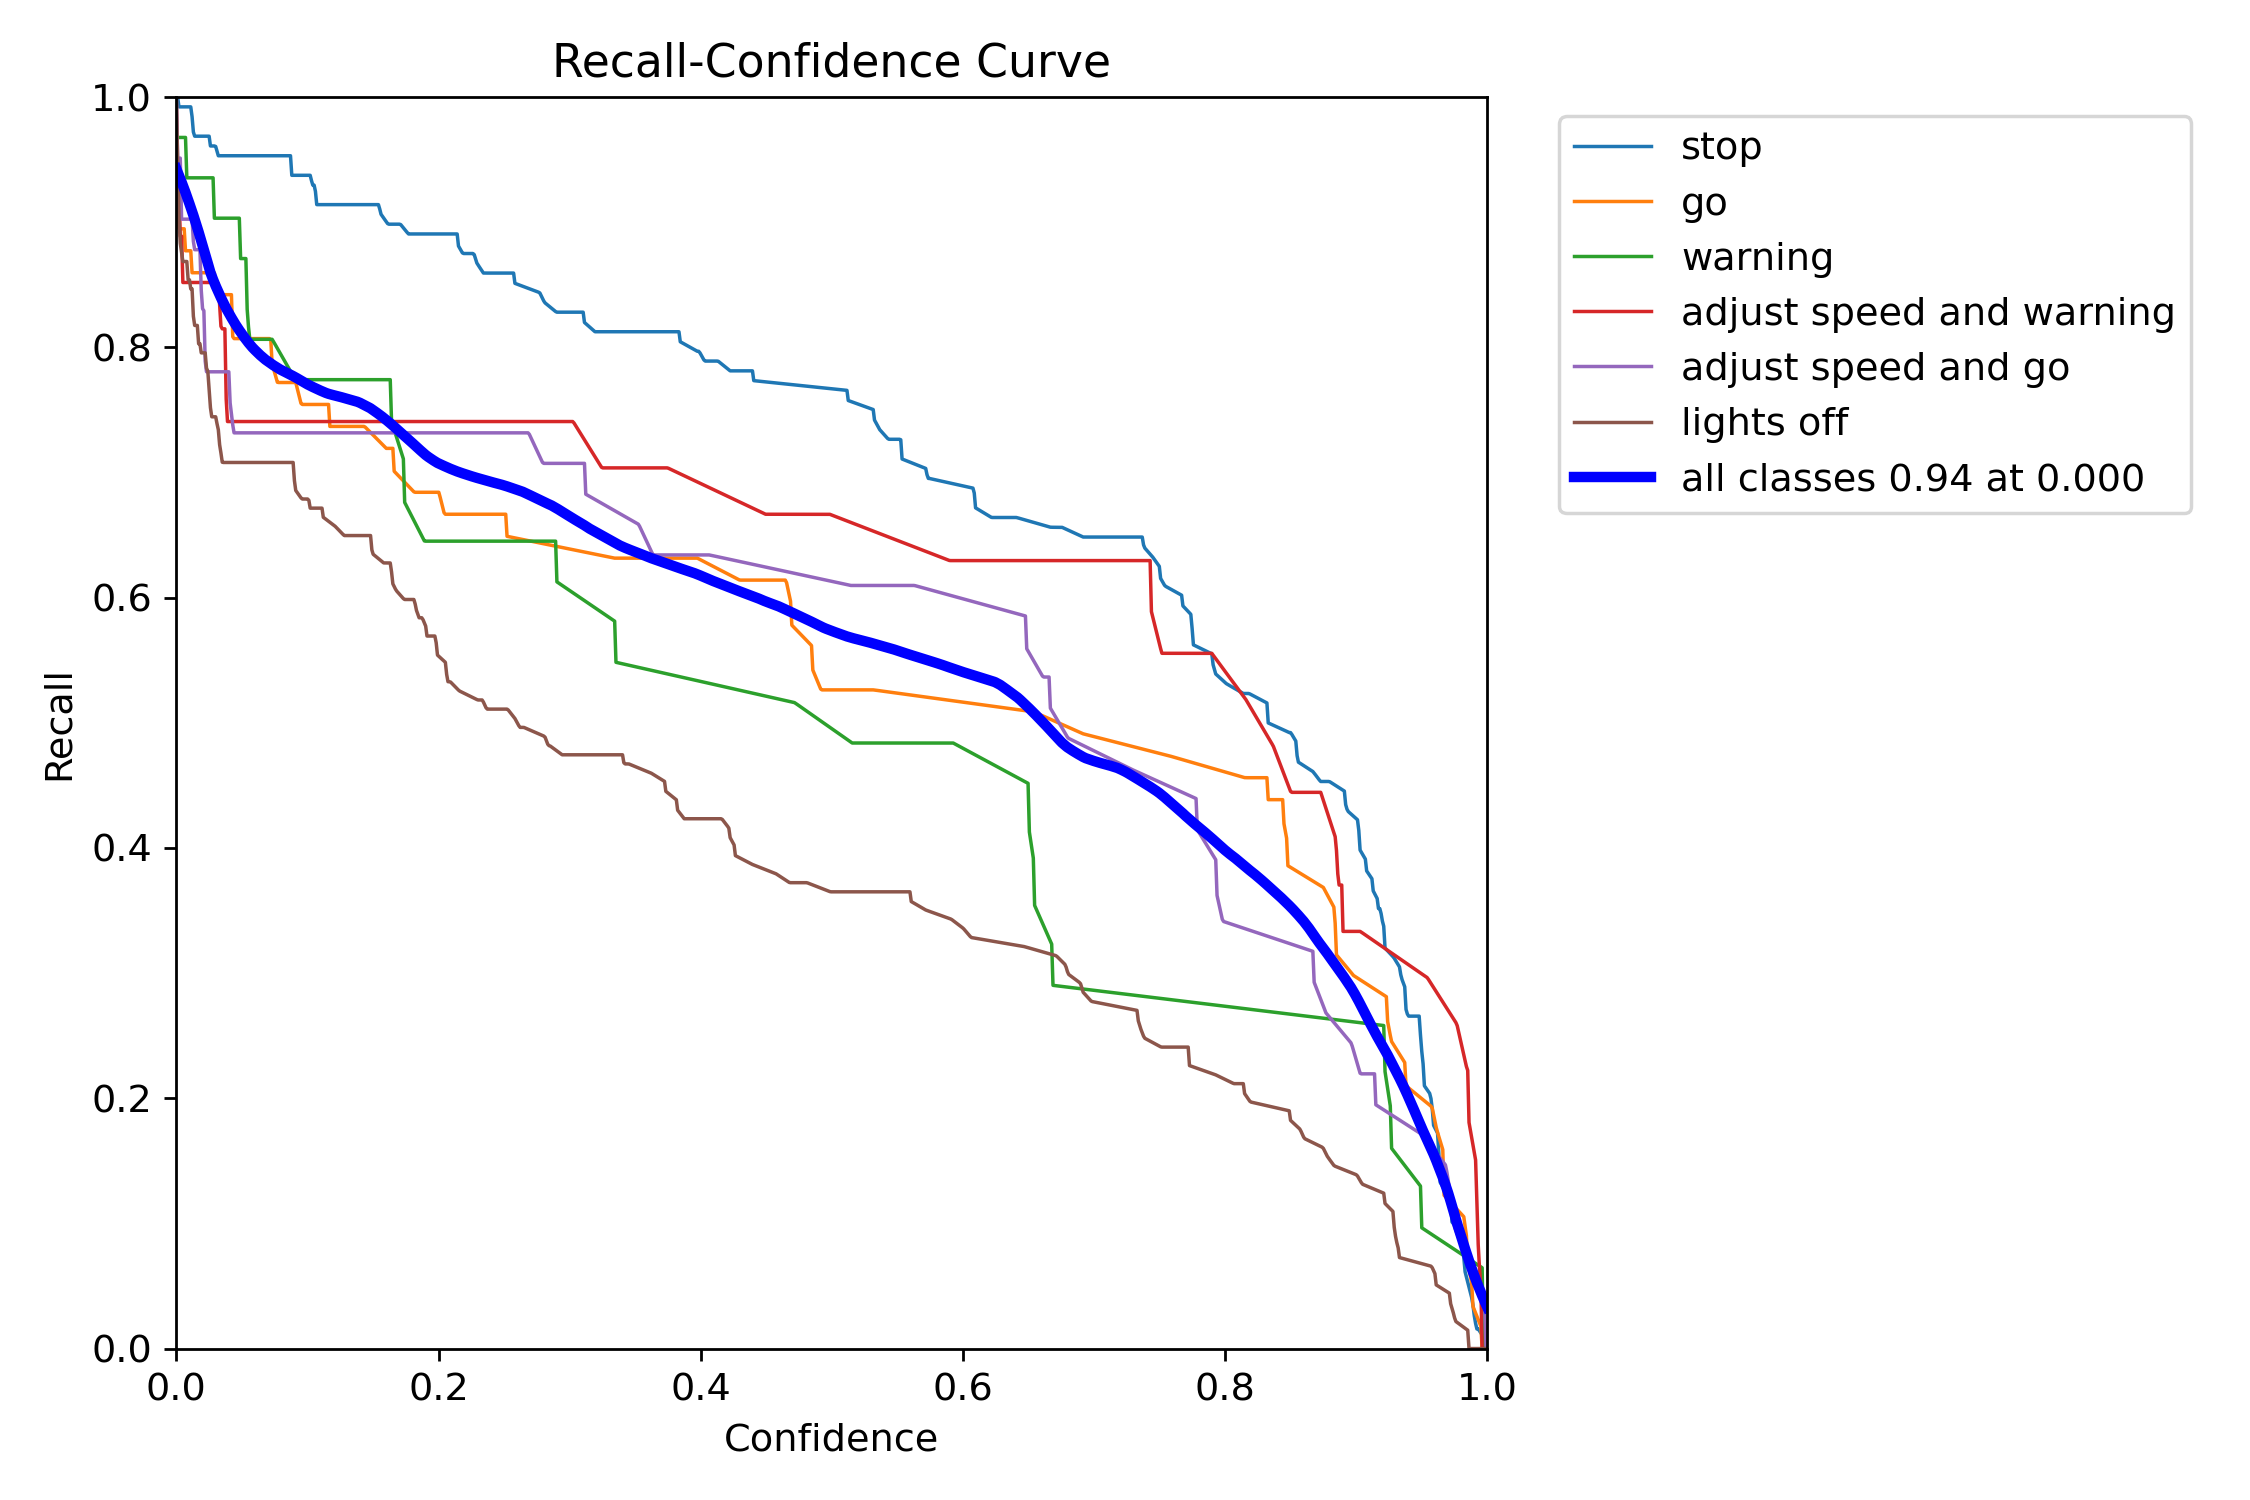 Recall-Confidence Curve
1.0
0.8
0.6
0.4
0.2
0.0
Recall
0.0 0.2 0.4 0.6 0.8 1.0
Confidence
stop
go
warning
adjust speed and warning
adjust speed and go
lights off
all classes 0.94 at 0.000